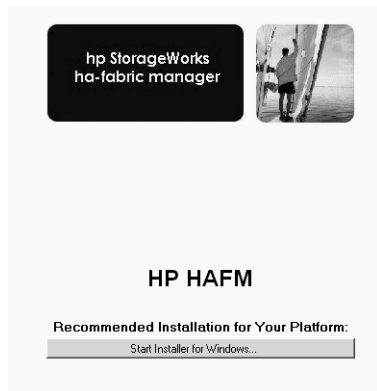 hp StorageWorks
ha-fabric manager
HP HAFM
Recommended Installation for Your Platform:
Start Installer for Windows...